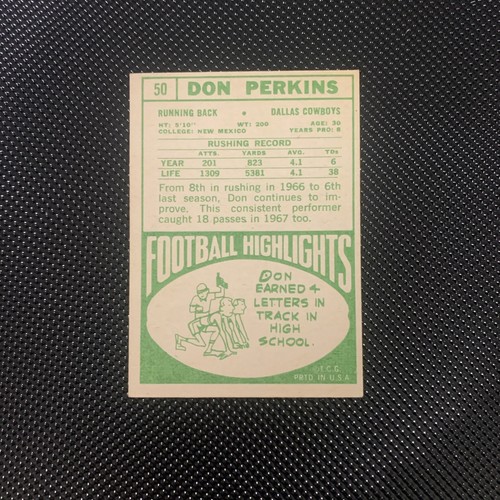 50 DON PERKINS
RUNNING BACK • DALLAS COWBOYS
HT: 5'10" WT: 200 AGE: 30
COLLEGE: NEW MEXICO YEARS PRO: 8
RUSHING RECORD
ATTS. YARDS AVG. TDs
YEAR 201 823 4.1 6
LIFE 1309 5381 4.1 38
From 8th in rushing in 1966 to 6th
last season, Don continues to im-
prove. This consistent performer
caught 18 passes in 1967 too.
FOOTBALL HIGHLIGHTS
DON
EARNED 4
LETTERS IN
TRACK IN
HIGH
SCHOOL.
© T.C.G.
PRTD. IN U.S.A.